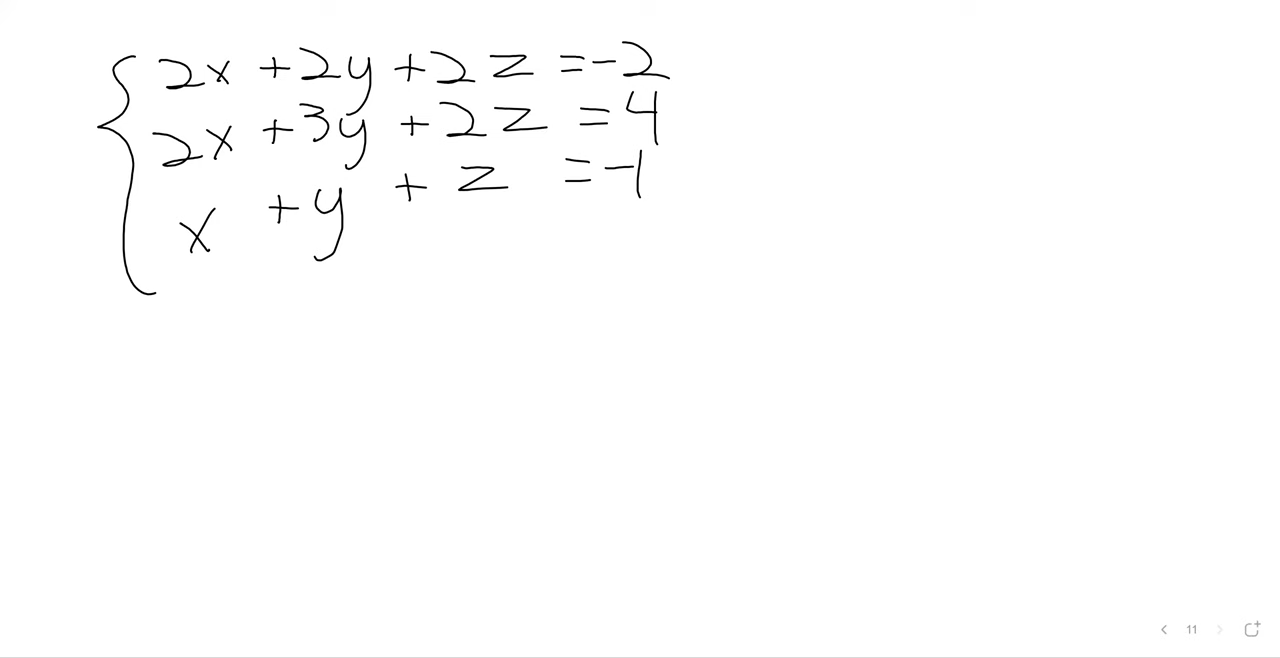 2x + 2y + 2z = -2
2x + 3y + 2z = 4
x + y + z = -1
11